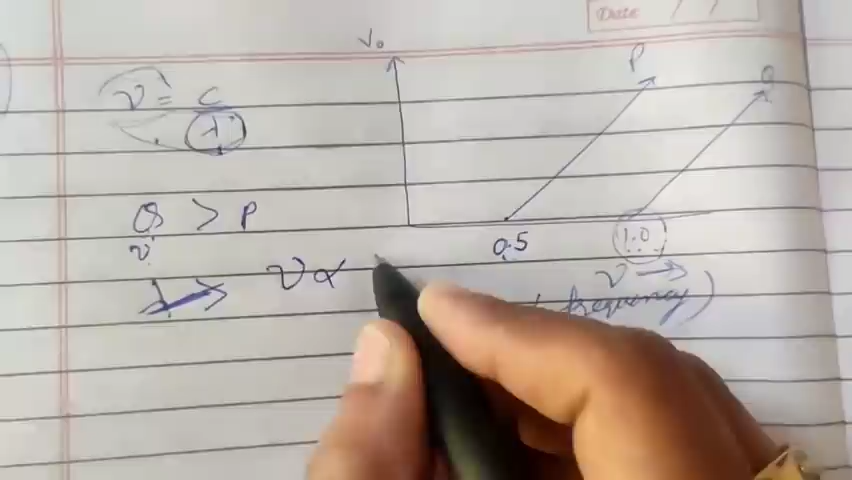 Date
V₀
P
Q
ν = c
λ
Q > P
ν
0.5
1.0
ν →
frequency)
λ
ν ∝